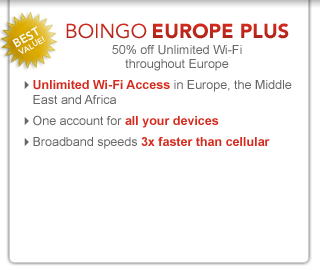 BEST
VALUE!
BOINGO EUROPE PLUS
50% off Unlimited Wi-Fi
throughout Europe
Unlimited Wi-Fi Access in Europe, the Middle
East and Africa
One account for all your devices
Broadband speeds 3x faster than cellular